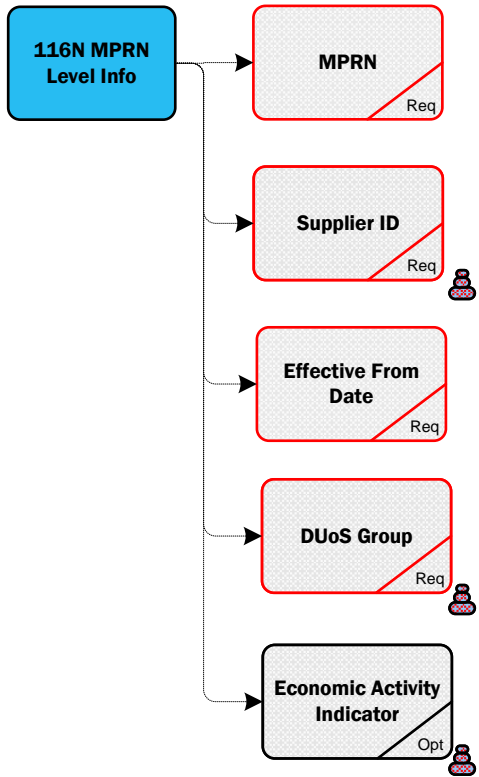 116N MPRN
Level Info
MPRN
Req
Supplier ID
Req
Effective From
Date
Req
DUoS Group
Req
Economic Activity
Indicator
Opt